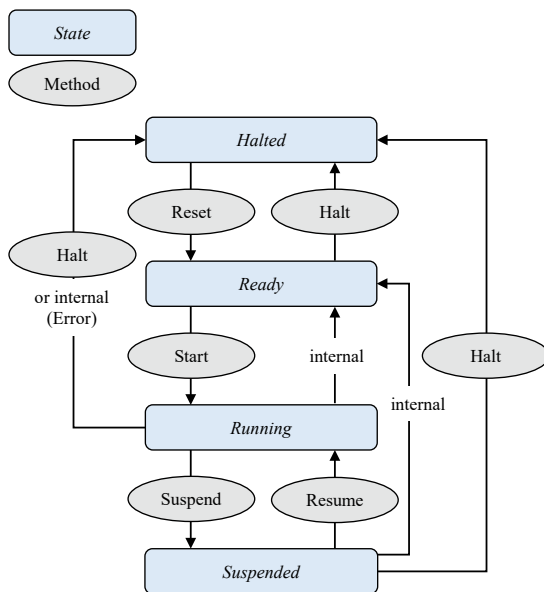 State
Method
Halted
Reset
Halt
Halt
or internal
(Error)
Ready
Start
internal
Halt
internal
Running
Suspend
Resume
Suspended